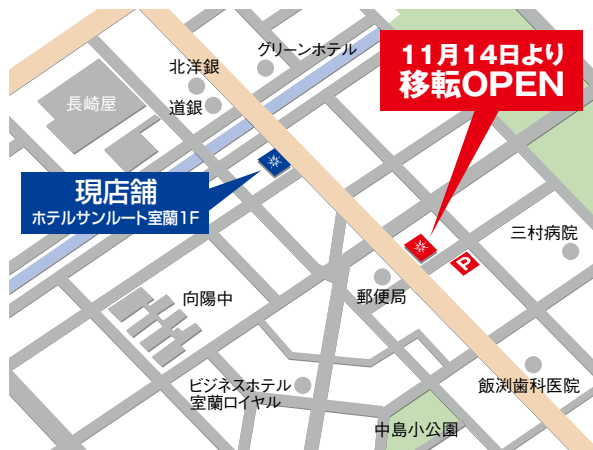 グリーンホテル
北洋銀
長崎屋
道銀
11月14日より
移転OPEN
現店舗
ホテルサンルート室蘭1F
三村病院
P
郵便局
向陽中
ビジネスホテル
室蘭ロイヤル
飯渕歯科医院
中島小公園